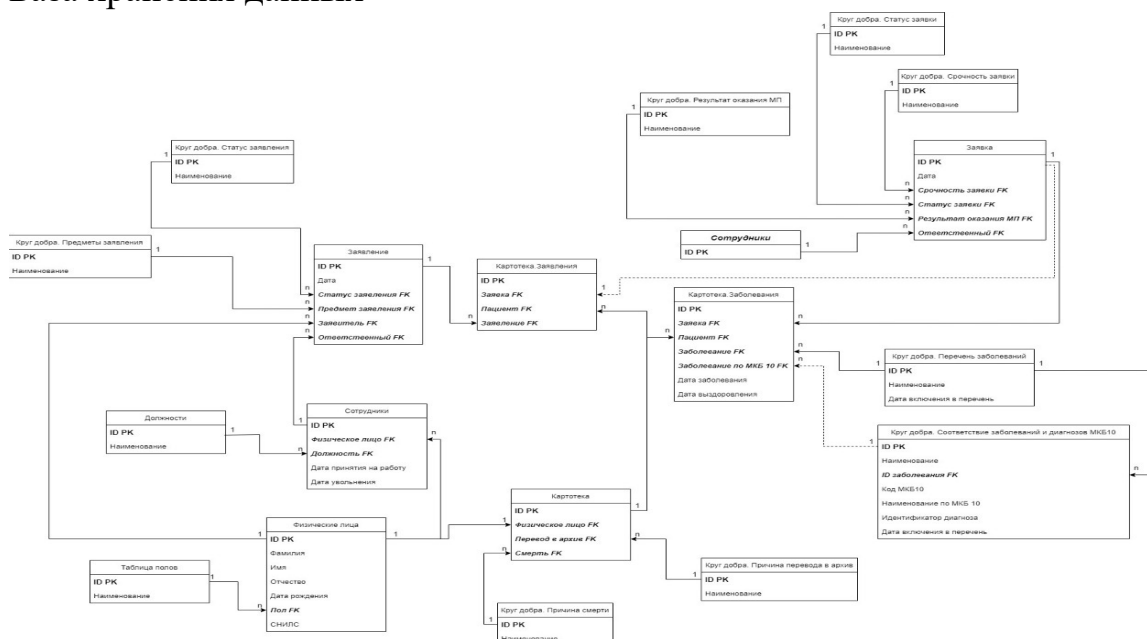 База хранения данных
Круг добра. Статус заявки
ID PK
Наименование
Круг добра. Срочность заявки
ID PK
Наименование
Круг добра. Результат оказания МП
ID PK
Наименование
Круг добра. Статус заявления
ID PK
Наименование
Заявка
ID PK
Дата
Срочность заявки FK
Статус заявки FK
Результат оказания МП FK
Ответственный FK
Сотрудники
ID PK
Круг добра. Предметы заявления
ID PK
Наименование
Заявление
ID PK
Дата
Статус заявления FK
Предмет заявления FK
Заявитель FK
Ответственный FK
Картотека.Заявления
ID PK
Заявка FK
Пациент FK
Заявление FK
Картотека.Заболевания
ID PK
Заявка FK
Пациент FK
Заболевание FK
Заболевание по МКБ 10 FK
Дата заболевания
Дата выздоровления
Круг добра. Перечень заболеваний
ID PK
Наименование
Дата включения в перечень
Круг добра. Соответствие заболеваний и диагнозов МКБ10
ID PK
Наименование
ID заболевания FK
Код МКБ10
Наименование по МКБ 10
Идентификатор диагноза
Дата включения в перечень
Должности
ID PK
Наименование
Сотрудники
ID PK
Физическое лицо FK
Должность FK
Дата принятия на работу
Дата увольнения
Картотека
ID PK
Физическое лицо FK
Перевод в архив FK
Смерть FK
Физические лица
ID PK
Фамилия
Имя
Отчество
Дата рождения
Пол FK
СНИЛС
Таблица полов
ID PK
Наименование
Круг добра. Причина перевода в архив
ID PK
Наименование
Круг добра. Причина смерти
ID PK
Наименование